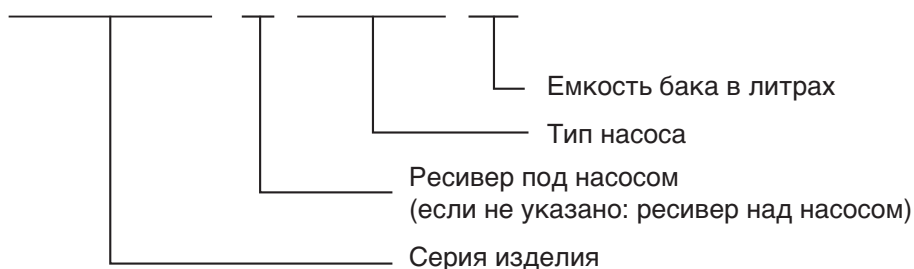 Емкость бака в литрах
Тип насоса
Ресивер под насосом
(если не указано: ресивер над насосом)
Серия изделия